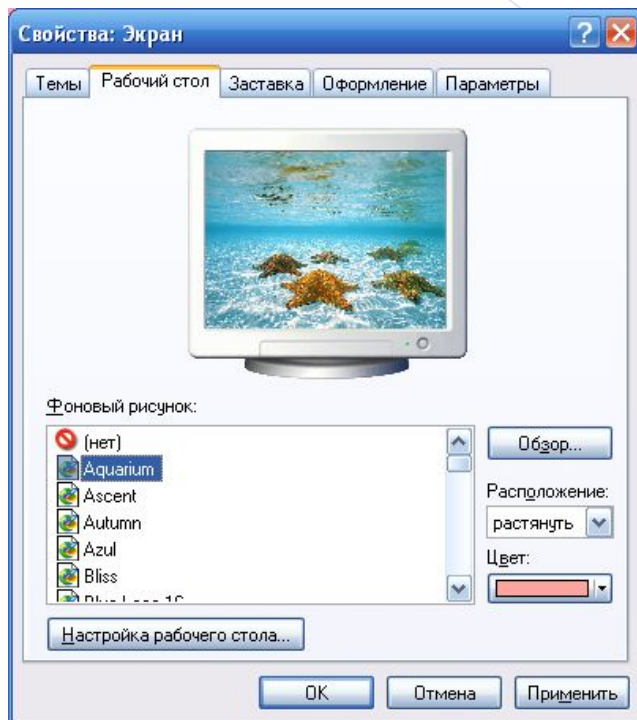 Свойства: Экран
Темы Рабочий стол Заставка Оформление Параметры
Фоновый рисунок:
(нет)
Aquarium
Ascent
Autumn
Azul
Bliss
Обзор...
Расположение:
растянуть
Цвет:
Настройка рабочего стола...
ОК Отмена Применить